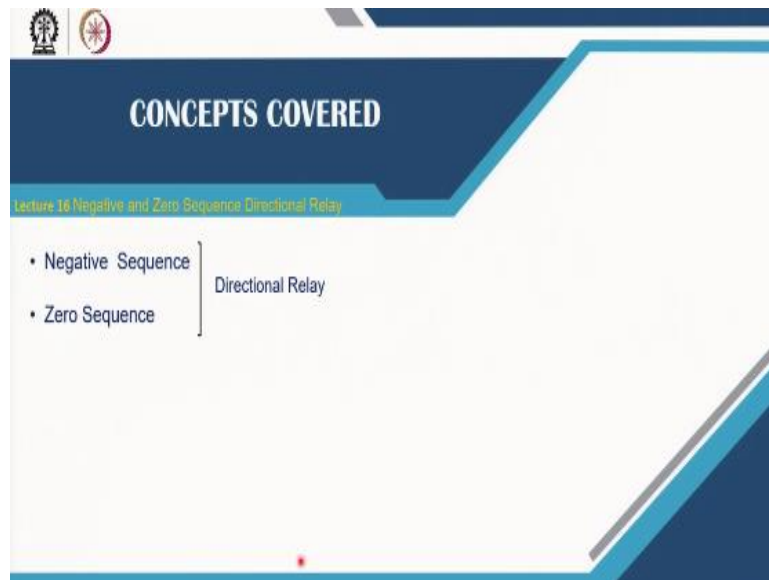 CONCEPTS COVERED
Lecture 16 Negative and Zero Sequence Directional Relay
• Negative Sequence
Directional Relay
• Zero Sequence